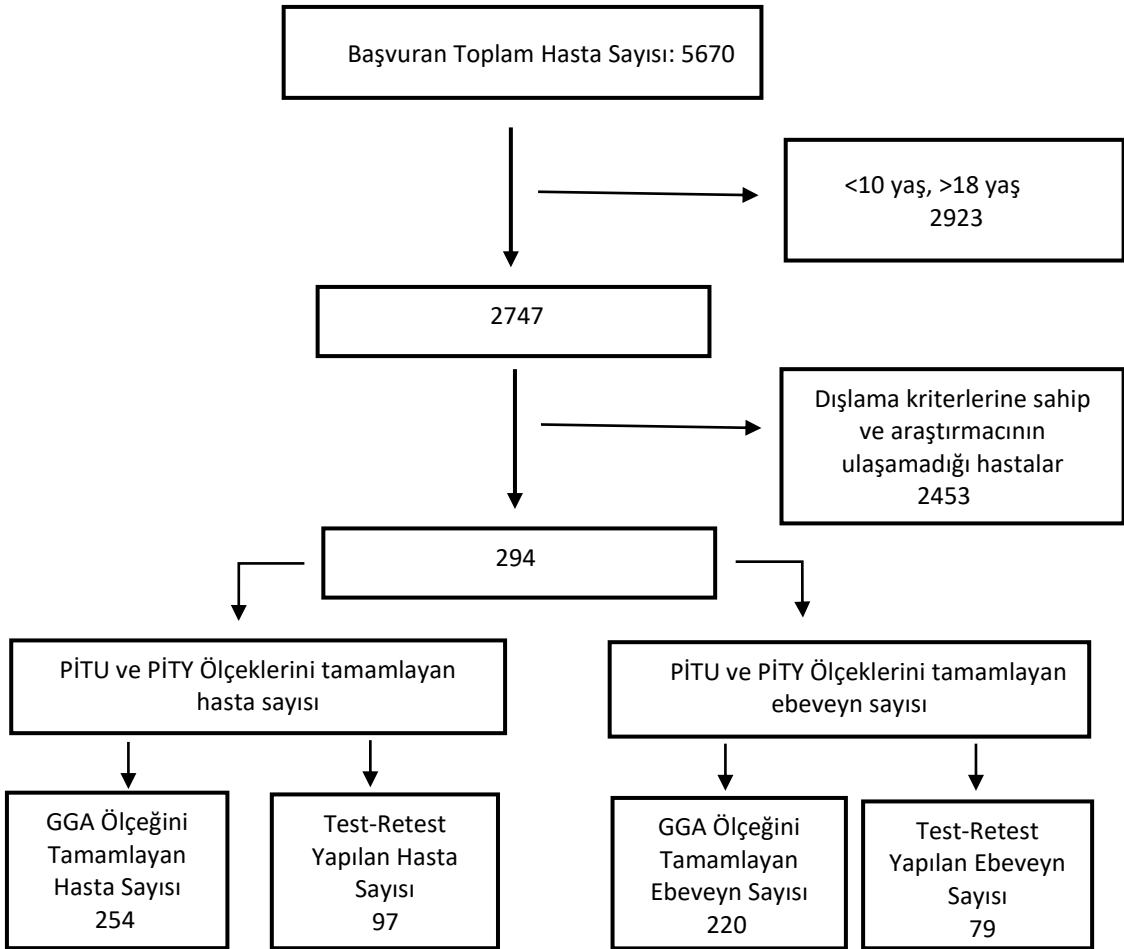 Başvuran Toplam Hasta Sayısı: 5670
<10 yaş, >18 yaş
2923
2747
Dışlama kriterlerine sahip
ve araştırmacının
ulaşamadığı hastalar
2453
294
PİTU ve PİTY Ölçeklerini tamamlayan
hasta sayısı
PİTU ve PİTY Ölçeklerini tamamlayan
ebeveyn sayısı
GGA Ölçeğini
Tamamlayan
Hasta Sayısı
254
Test-Retest
Yapılan Hasta
Sayısı
97
GGA Ölçeğini
Tamamlayan
Ebeveyn Sayısı
220
Test-Retest
Yapılan Ebeveyn
Sayısı
79